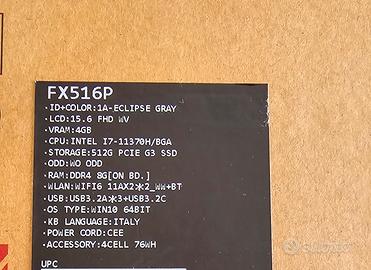 FX516P
·ID+COLOR:1A-ECLIPSE GRAY
·LCD:15.6 FHD WV
·VRAM:4GB
·CPU:INTEL I7-11370H/BGA
·STORAGE:512G PCIE G3 SSD
·ODD:WO ODD
·RAM:DDR4 8G[ON BD.]
·WLAN:WIFI6 11AX2*2_WW+BT
·USB:USB3.2A*3+USB3.2C
·OS TYPE:WIN10 64BIT
·KB LANGUAGE:ITALY
·POWER CORD:CEE
·ACCESSORY:4CELL 76WH
UPC
subito